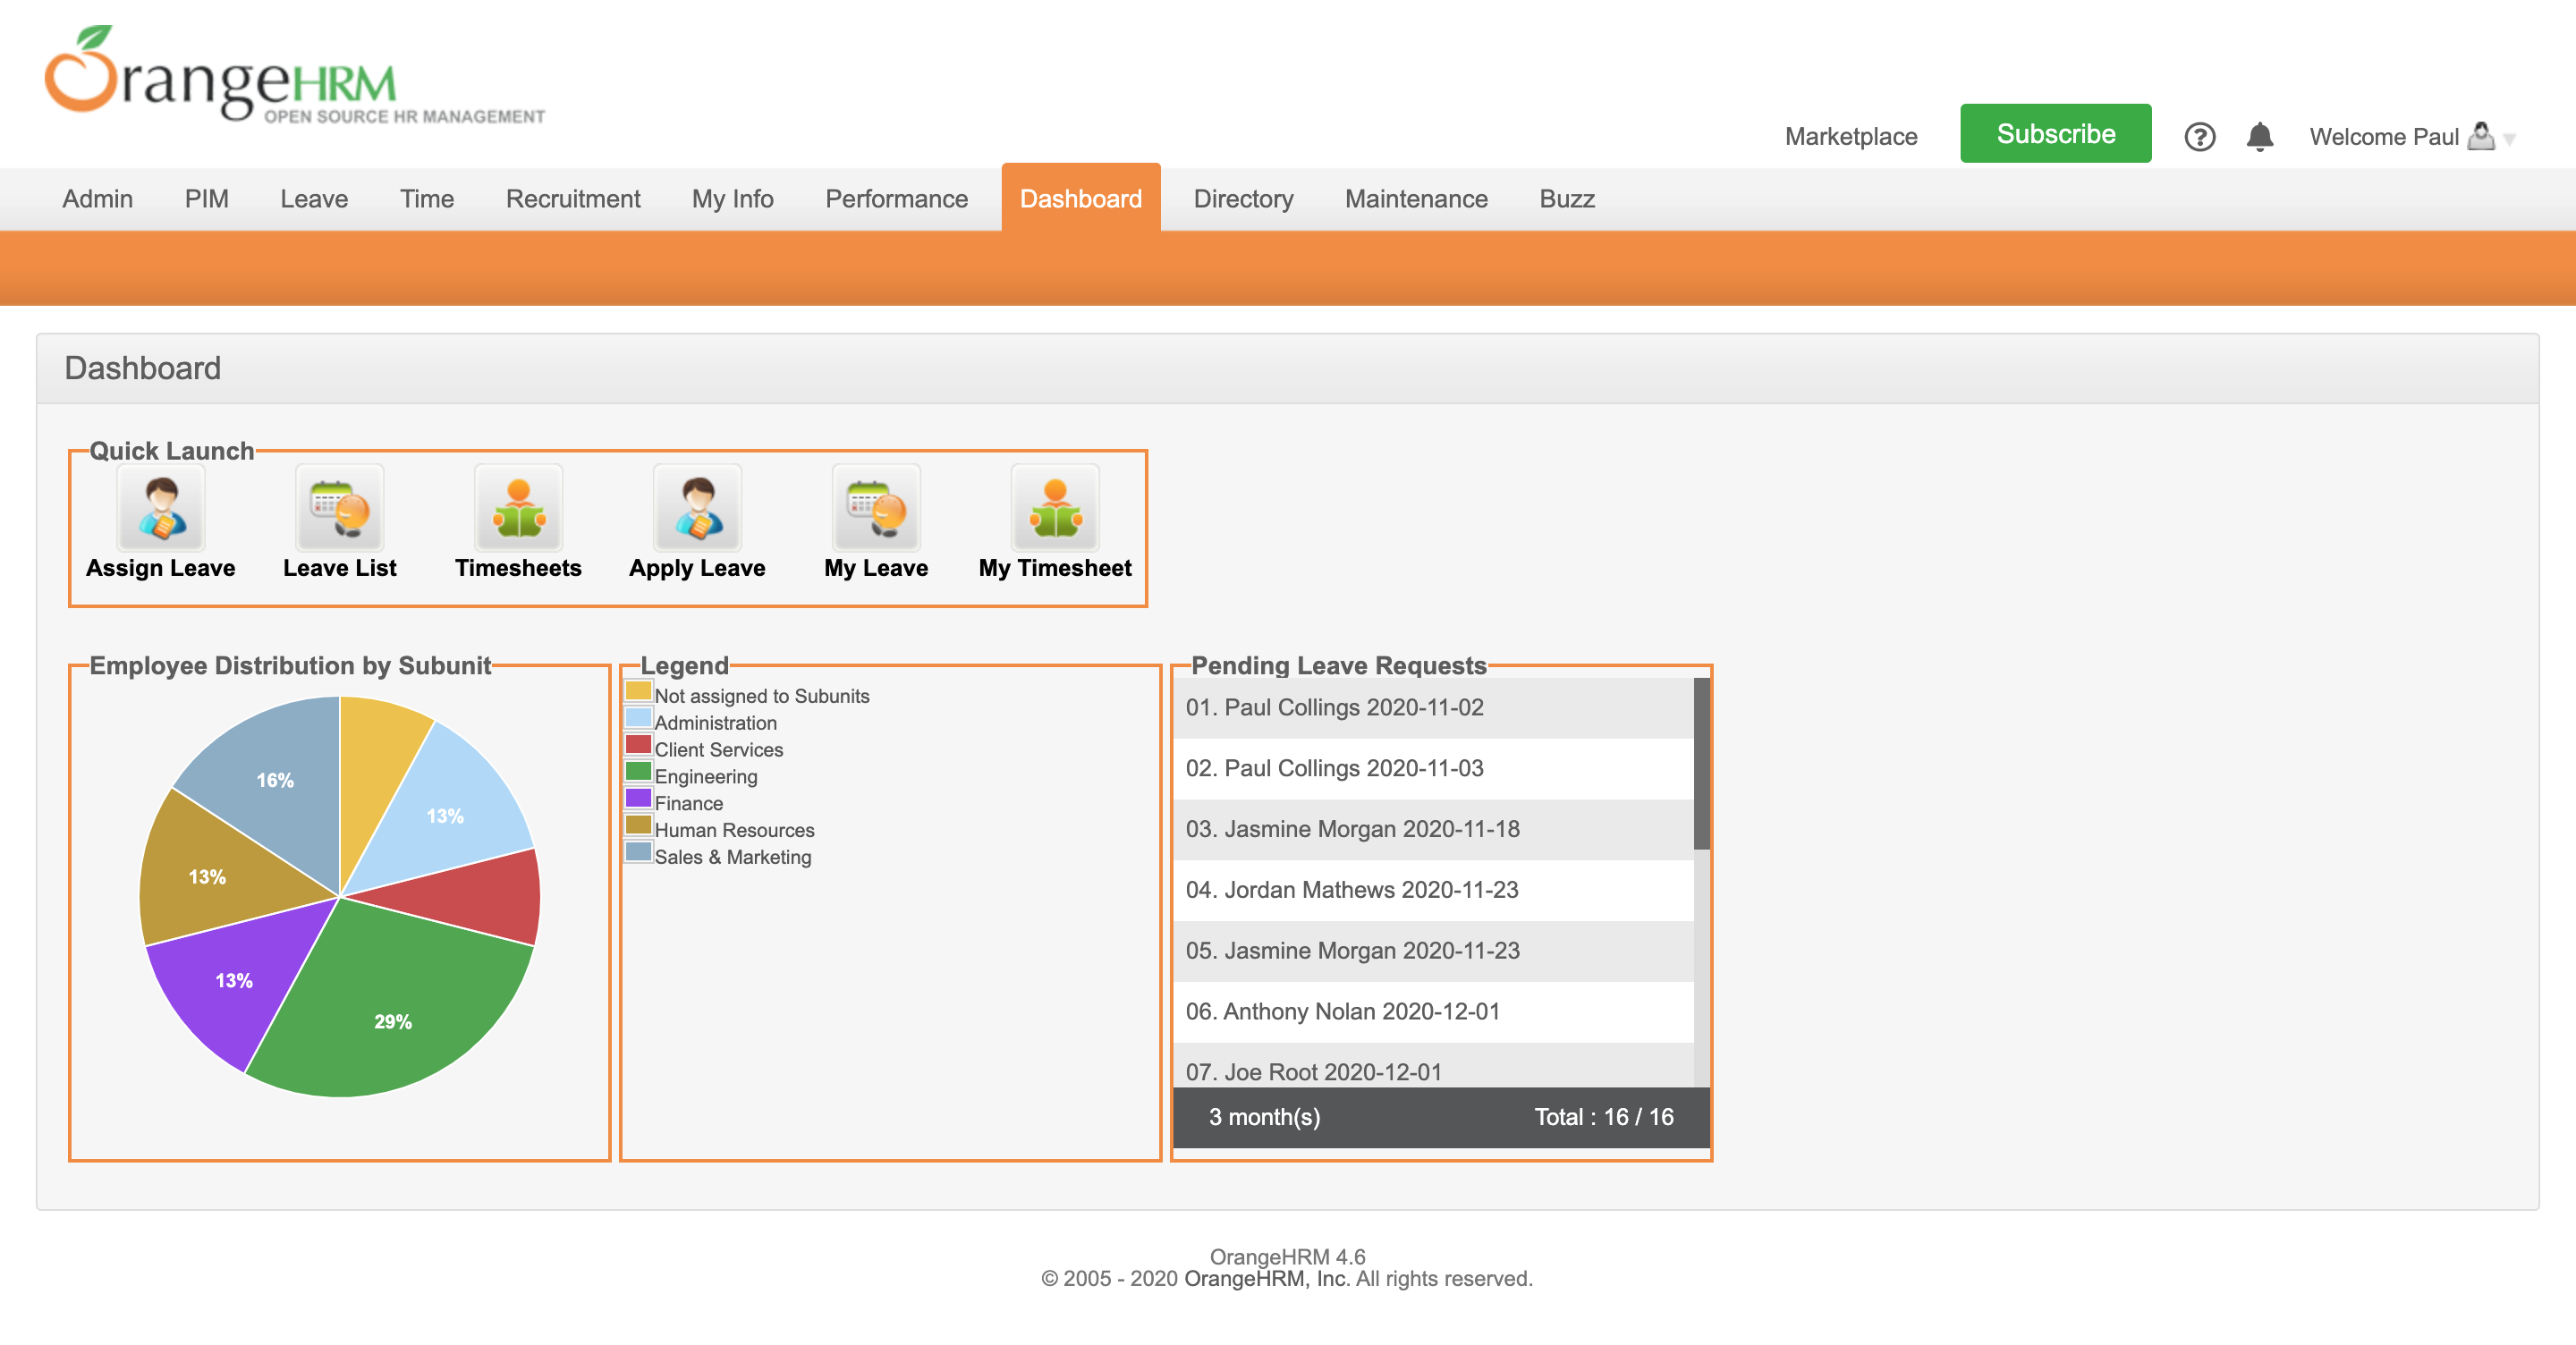 OrangeHRM
OPEN SOURCE HR MANAGEMENT
Marketplace Subscribe ? Welcome Paul
Admin PIM Leave Time Recruitment My Info Performance Dashboard Directory Maintenance Buzz
Dashboard
Quick Launch
Assign Leave Leave List Timesheets Apply Leave My Leave My Timesheet
Employee Distribution by Subunit
16%
13%
13%
13%
29%
Legend
Not assigned to Subunits
Administration
Client Services
Engineering
Finance
Human Resources
Sales & Marketing
Pending Leave Requests
01. Paul Collings 2020-11-02
02. Paul Collings 2020-11-03
03. Jasmine Morgan 2020-11-18
04. Jordan Mathews 2020-11-23
05. Jasmine Morgan 2020-11-23
06. Anthony Nolan 2020-12-01
07. Joe Root 2020-12-01
3 month(s) Total : 16 / 16
OrangeHRM 4.6
© 2005 - 2020 OrangeHRM, Inc. All rights reserved.